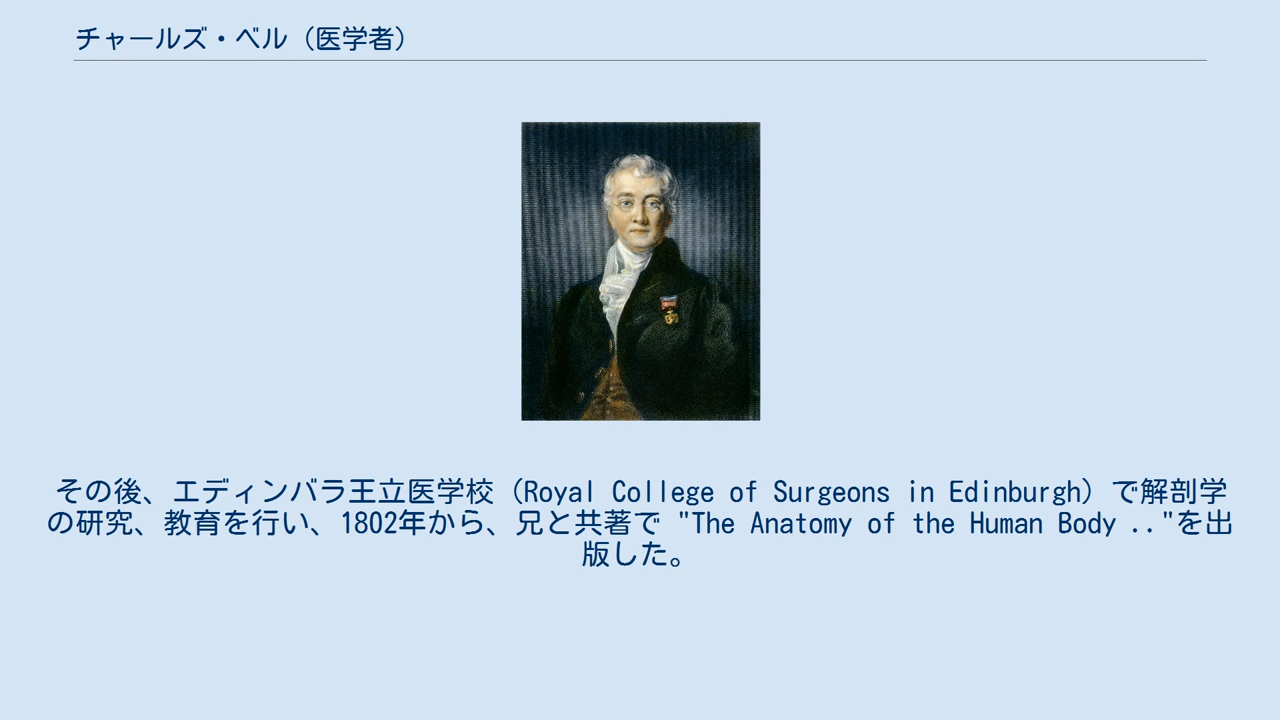 チャールズ・ベル（医学者）
その後、エディンバラ王立医学校（Royal College of Surgeons in Edinburgh）で解剖学
の研究、教育を行い、1802年から、兄と共著で "The Anatomy of the Human Body .."を出
版した。